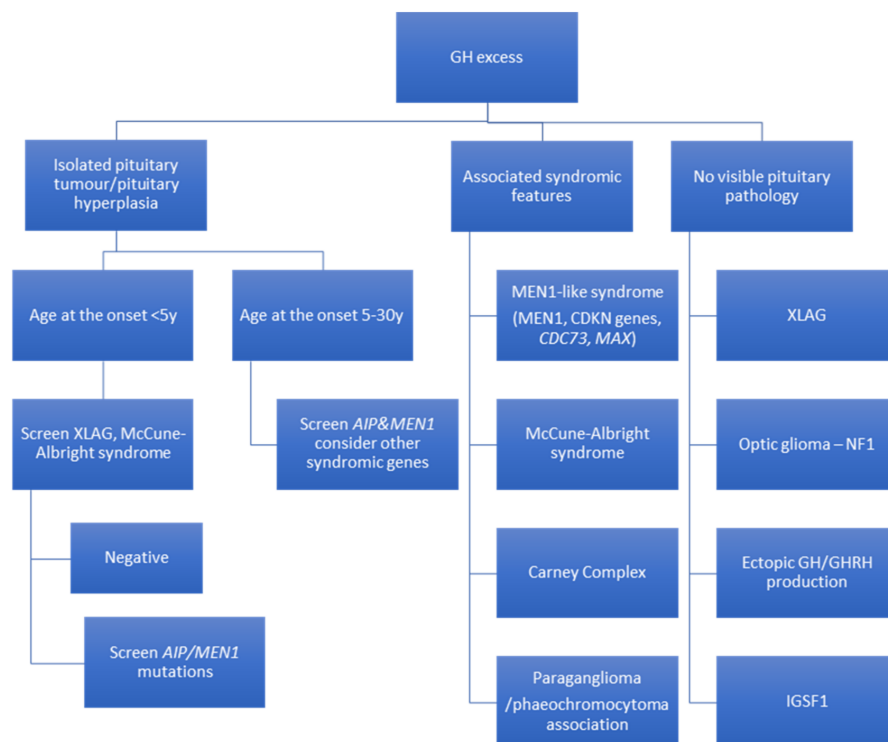 GH excess
Isolated pituitary
tumour/pituitary
hyperplasia
Associated syndromic
features
No visible pituitary
pathology
Age at the onset <5y
Age at the onset 5-30y
MEN1-like syndrome
(MEN1, CDKN genes,
CDC73, MAX)
XLAG
Screen XLAG, McCune-
Albright syndrome
Screen AIP&MEN1
consider other
syndromic genes
McCune-Albright
syndrome
Optic glioma – NF1
Negative
Carney Complex
Ectopic GH/GHRH
production
Screen AIP/MEN1
mutations
Paraganglioma
/phaeochromocytoma
association
IGSF1